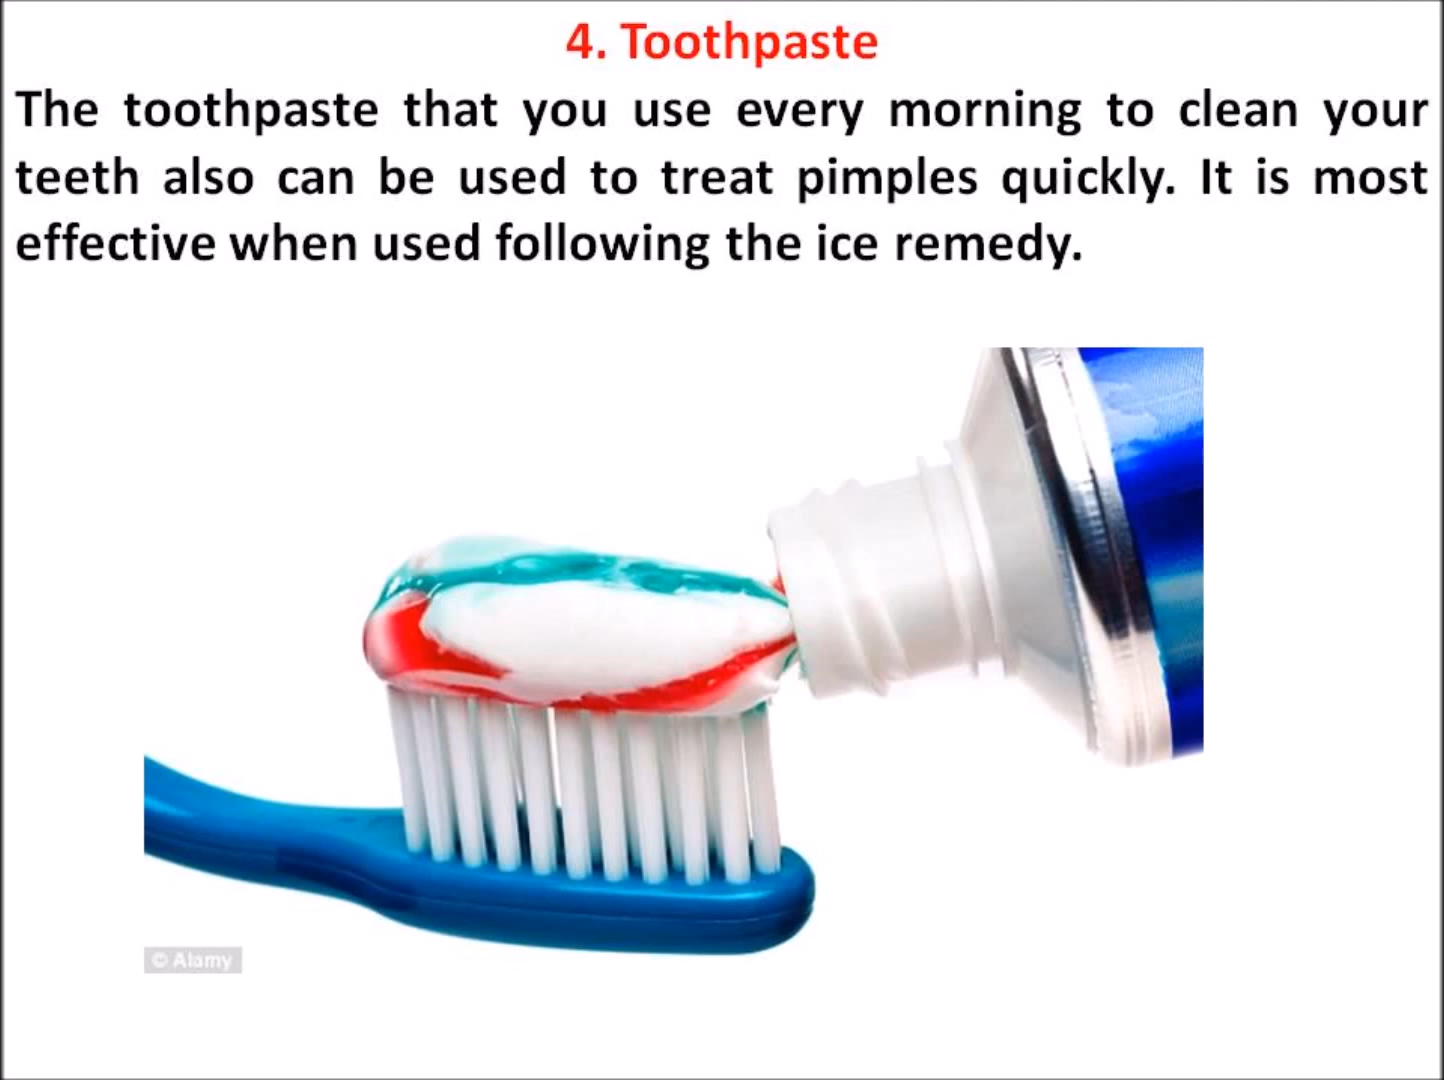 4. Toothpaste
The toothpaste that you use every morning to clean your
teeth also can be used to treat pimples quickly. It is most
effective when used following the ice remedy.
© Alamy